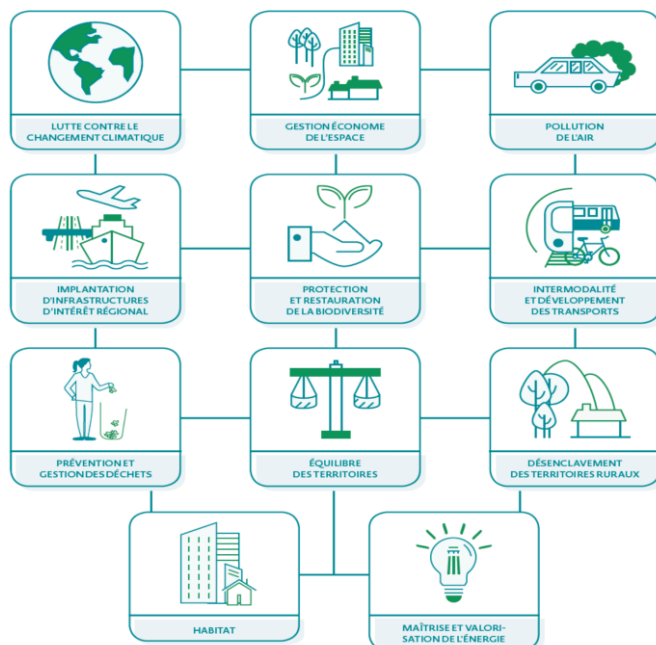 LUTTE CONTRE LE
CHANGEMENT CLIMATIQUE
GESTION ÉCONOME
DE L'ESPACE
POLLUTION
DE L'AIR
IMPLANTATION
D'INFRASTRUCTURES
D'INTÉRÊT RÉGIONAL
PROTECTION
ET RESTAURATION
DE LA BIODIVERSITÉ
INTERMODALITÉ
ET DÉVELOPPEMENT
DES TRANSPORTS
PRÉVENTION ET
GESTION DES DÉCHETS
ÉQUILIBRE
DES TERRITOIRES
DÉSENCLAVEMENT
DES TERRITOIRES RURAUX
HABITAT
MAÎTRISE ET VALORI-
SATION DE L'ÉNERGIE